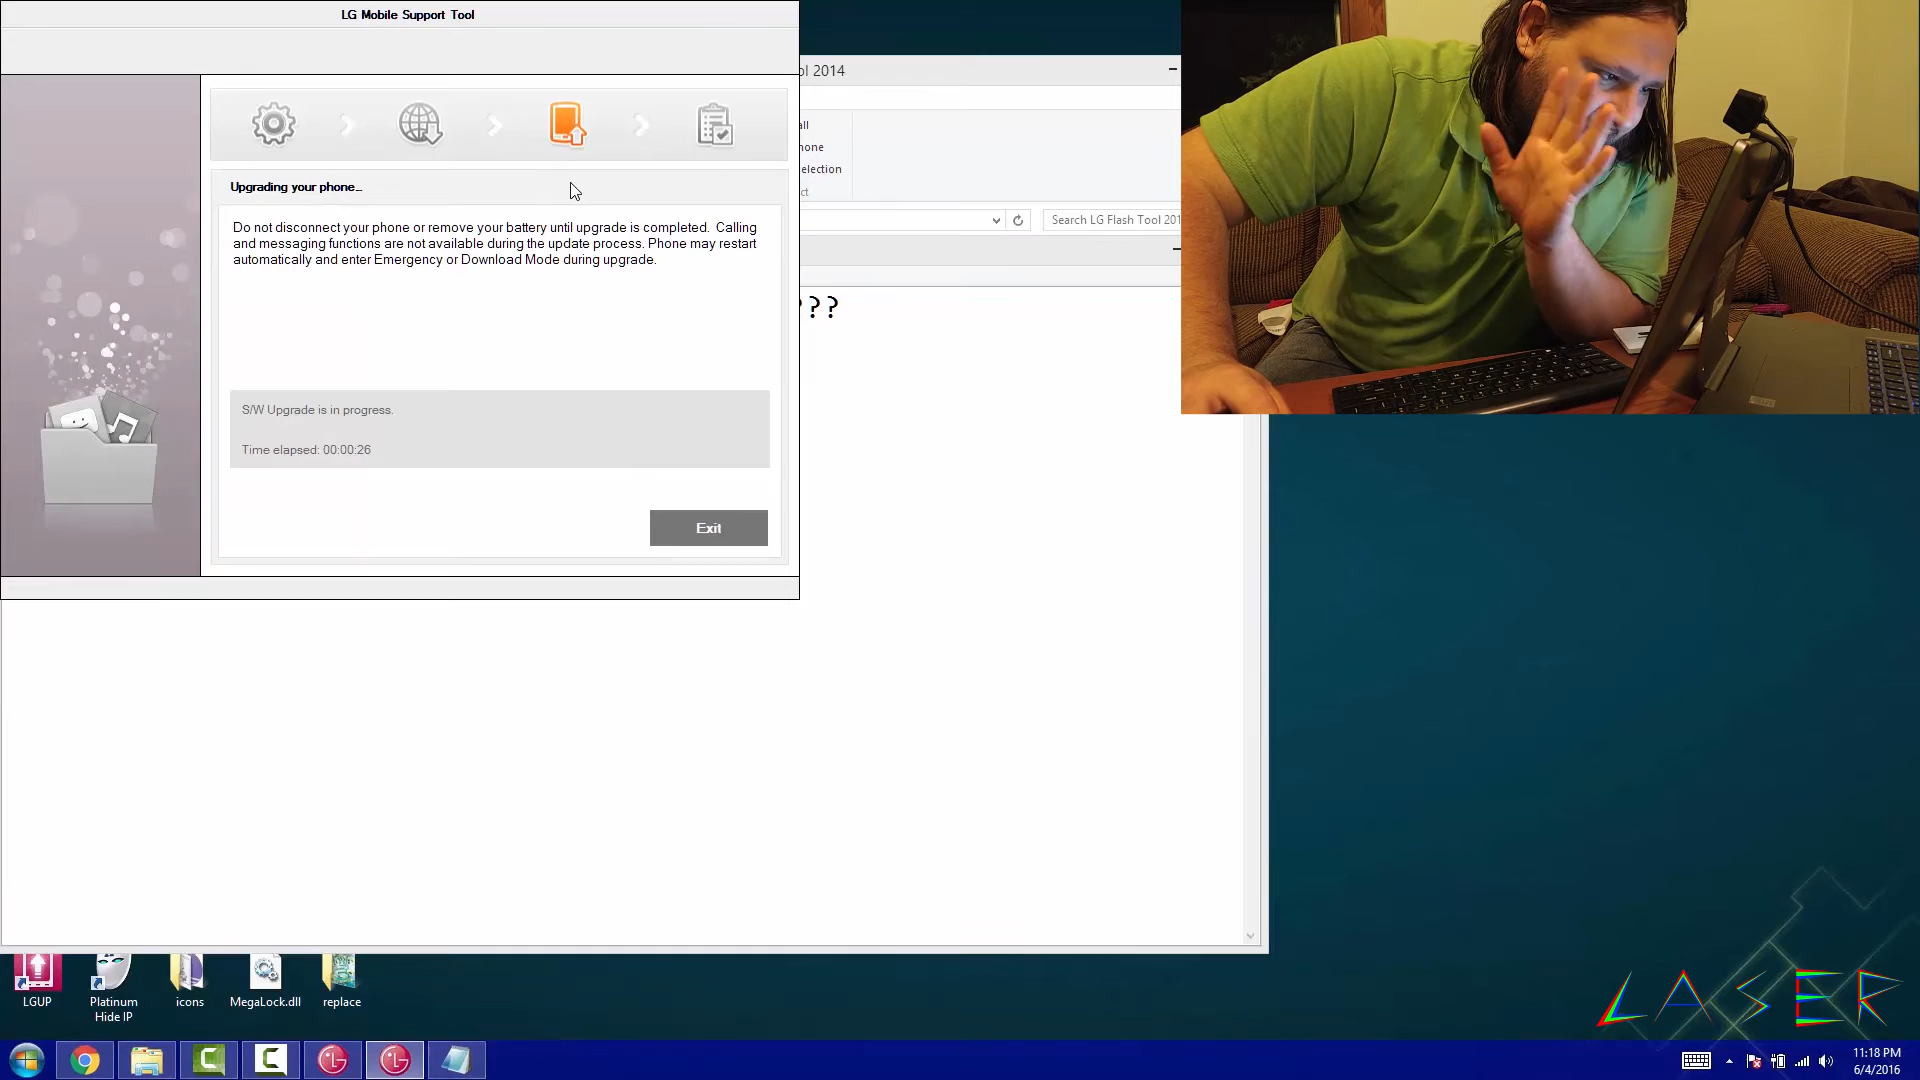 LG Mobile Support Tool
ol 2014
all
hone
election
ct
Search LG Flash Tool 201
Upgrading your phone...
Do not disconnect your phone or remove your battery until upgrade is completed. Calling
and messaging functions are not available during the update process. Phone may restart
automatically and enter Emergency or Download Mode during upgrade.
???
S/W Upgrade is in progress.
Time elapsed: 00:00:26
Exit
LGUP
Platinum
Hide IP
icons
MegaLock.dll
replace
LASER
11:18 PM
6/4/2016